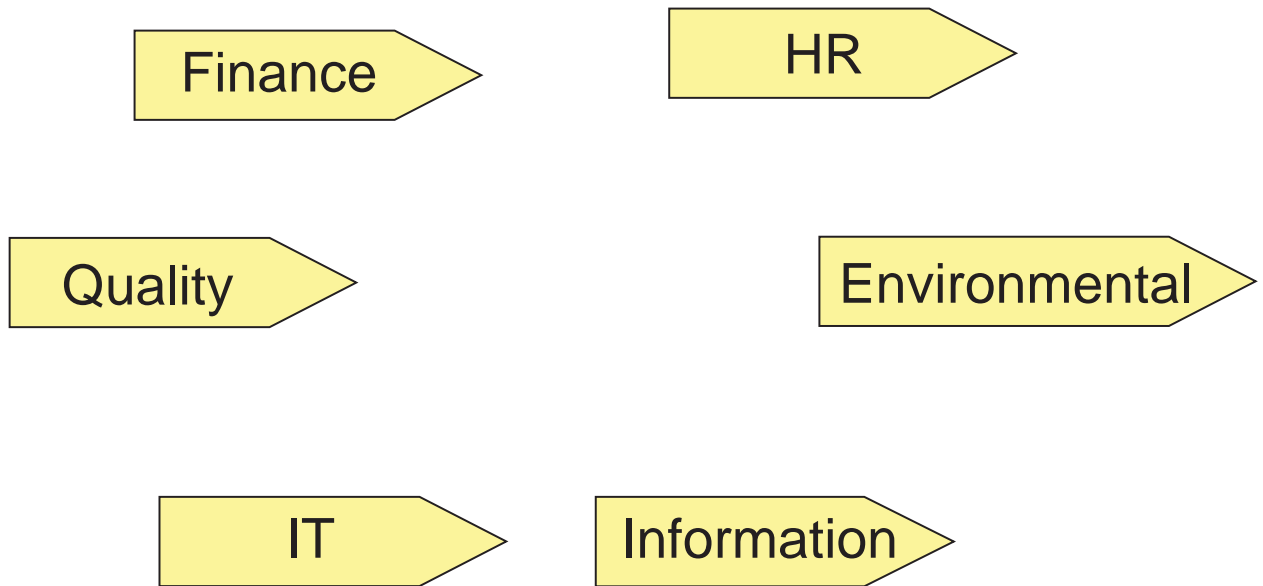 Finance
HR
Quality
Environmental
IT
Information